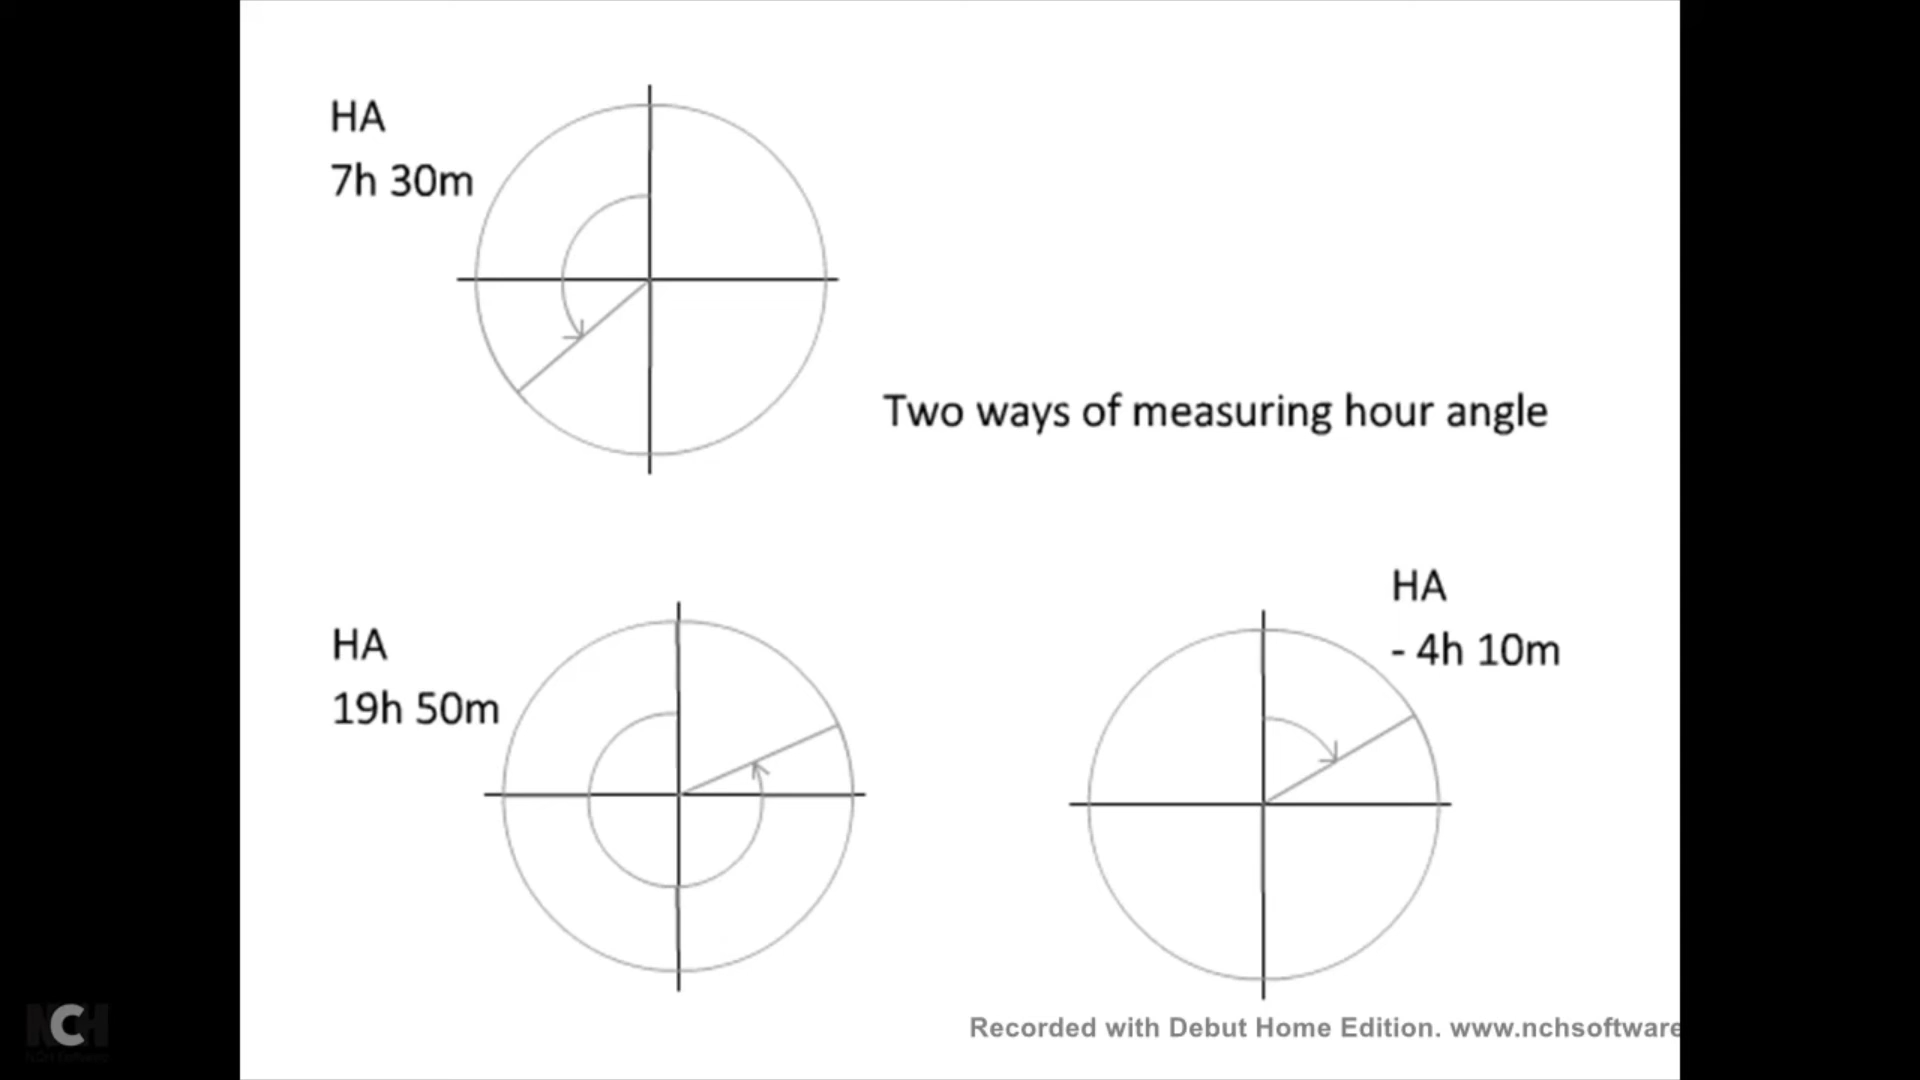 HA
7h 30m
Two ways of measuring hour angle
HA
- 4h 10m
HA
19h 50m
Recorded with Debut Home Edition. www.nchsoftware
NCH